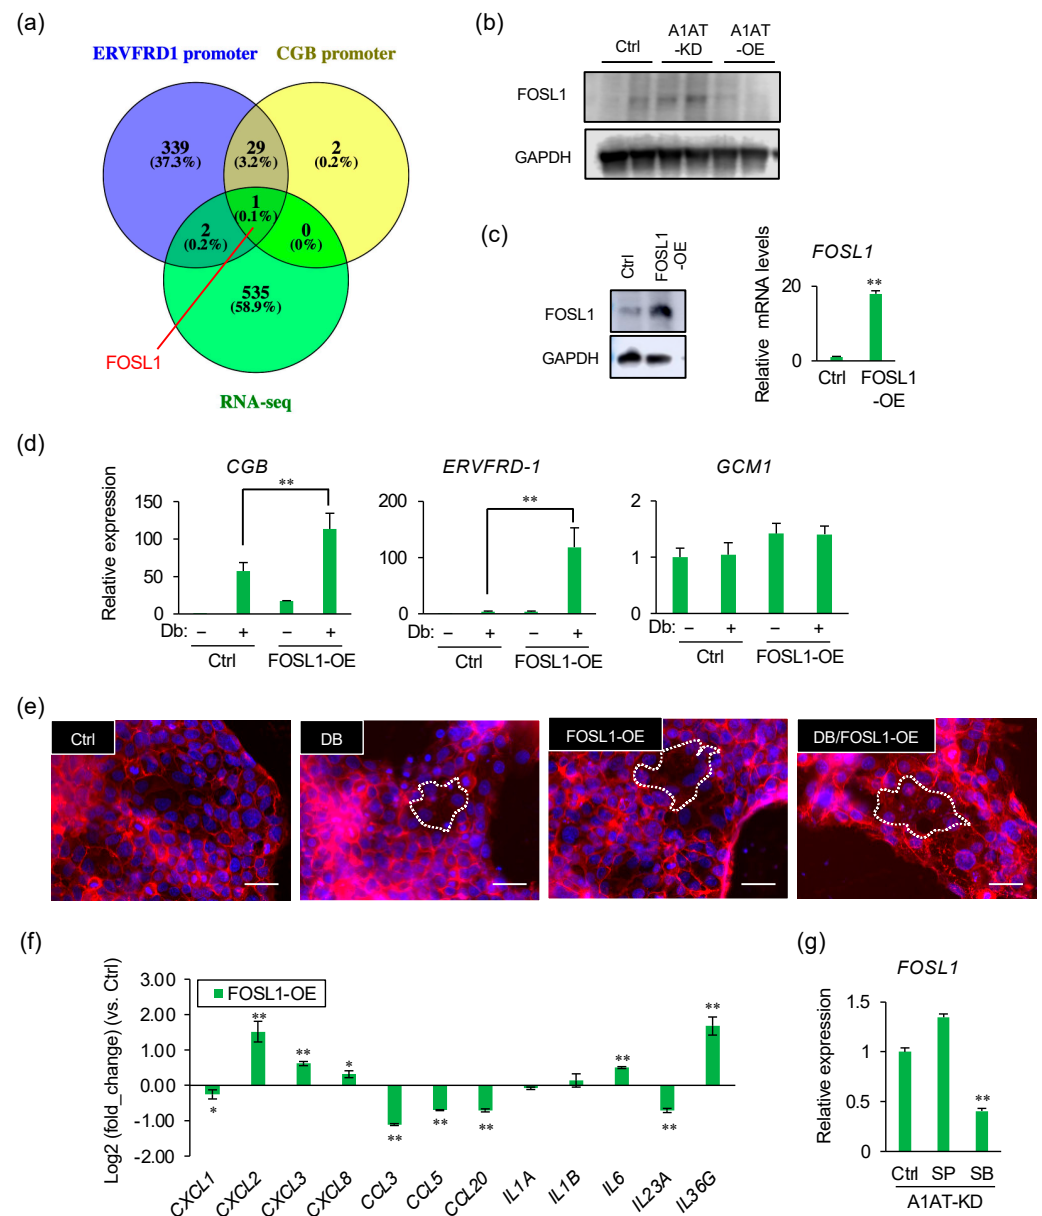 (a)
ERVFRD1 promoter
CGB promoter
339
(37.3%)
29
(3.2%)
2
(0.2%)
1
(0.1%)
2
(0.2%)
0
(0%)
535
(58.9%)
FOSL1
RNA-seq
(b)
Ctrl
A1AT
-KD
A1AT
-OE
FOSL1
GAPDH
(c)
Ctrl
FOSL1
-OE
FOSL1
GAPDH
FOSL1
Relative mRNA levels
20
0
**
Ctrl
FOSL1
-OE
(d)
CGB
Relative expression
150
100
50
0
**
Db: − + − +
Ctrl FOSL1-OE
ERVFRD-1
200
100
0
**
Db: − + − +
Ctrl FOSL1-OE
GCM1
2
1
0
Db: − + − +
Ctrl FOSL1-OE
(e)
Ctrl
DB
FOSL1-OE
DB/FOSL1-OE
(f)
Log2 (fold_change) (vs. Ctrl)
3.00
2.00
1.00
0.00
-1.00
-2.00
FOSL1-OE
*
**
**
*
**
**
**
**
**
**
CXCL1
CXCL2
CXCL3
CXCL8
CCL3
CCL5
CCL20
IL1A
IL1B
IL6
IL23A
IL36G
(g)
FOSL1
Relative expression
1.5
1
0.5
0
**
Ctrl SP SB
A1AT-KD